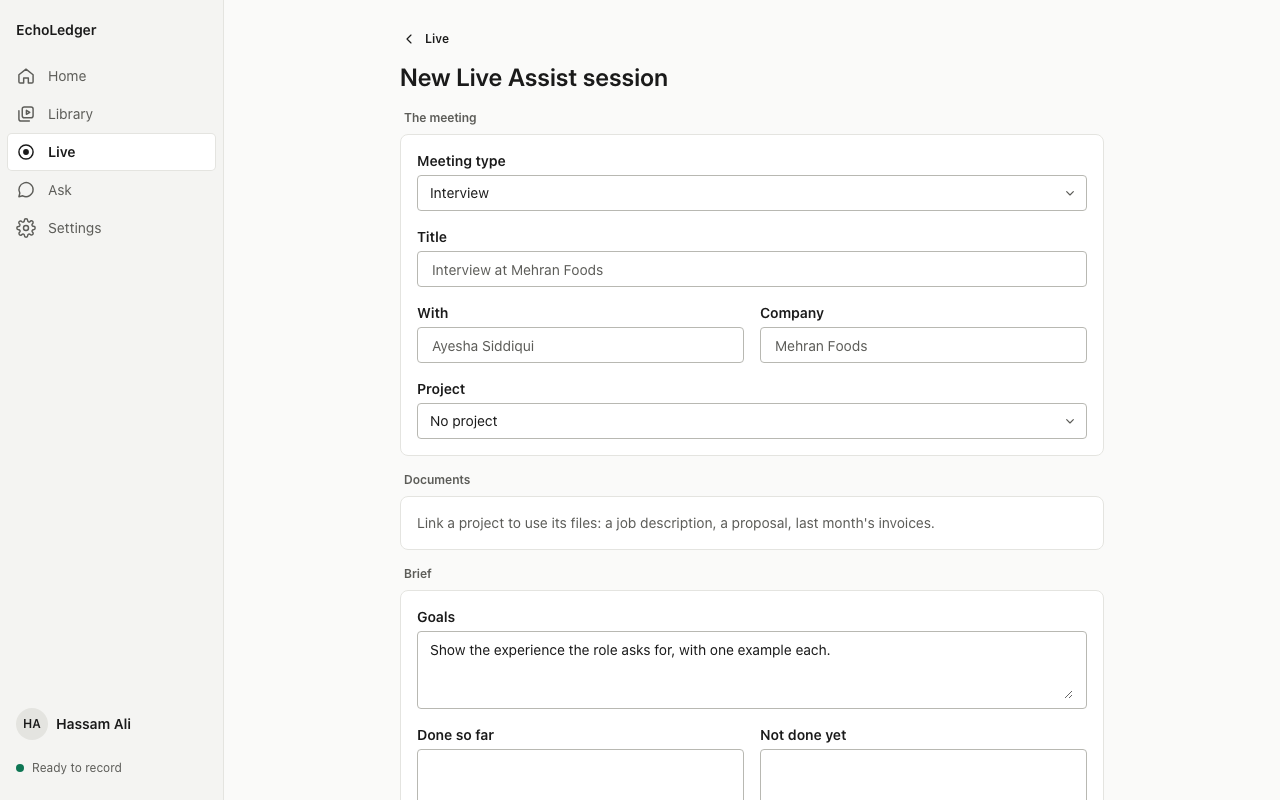 EchoLedger
Home
Library
Live
Ask
Settings
HA
Hassam Ali
Ready to record
Live
New Live Assist session
The meeting
Meeting type
Interview
Title
Interview at Mehran Foods
With
Company
Ayesha Siddiqui
Mehran Foods
Project
No project
Documents
Link a project to use its files: a job description, a proposal, last month's invoices.
Brief
Goals
Show the experience the role asks for, with one example each.
Done so far
Not done yet